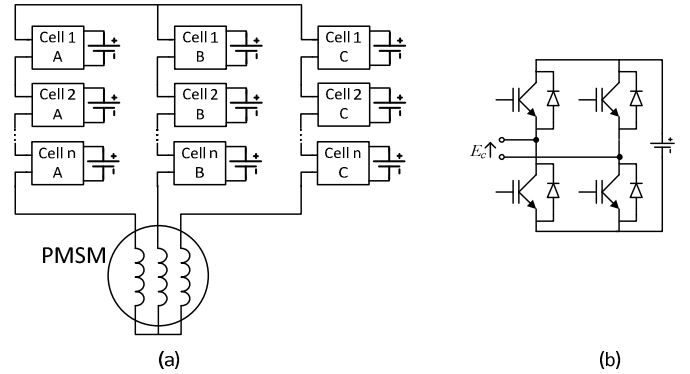 Cell 1
A
+
-
Cell 1
B
+
-
Cell 1
C
+
-
Cell 2
A
+
-
Cell 2
B
+
-
Cell 2
C
+
-
Cell n
A
+
-
Cell n
B
+
-
Cell n
C
+
-
PMSM
(a)
Ec
+
-
(b)